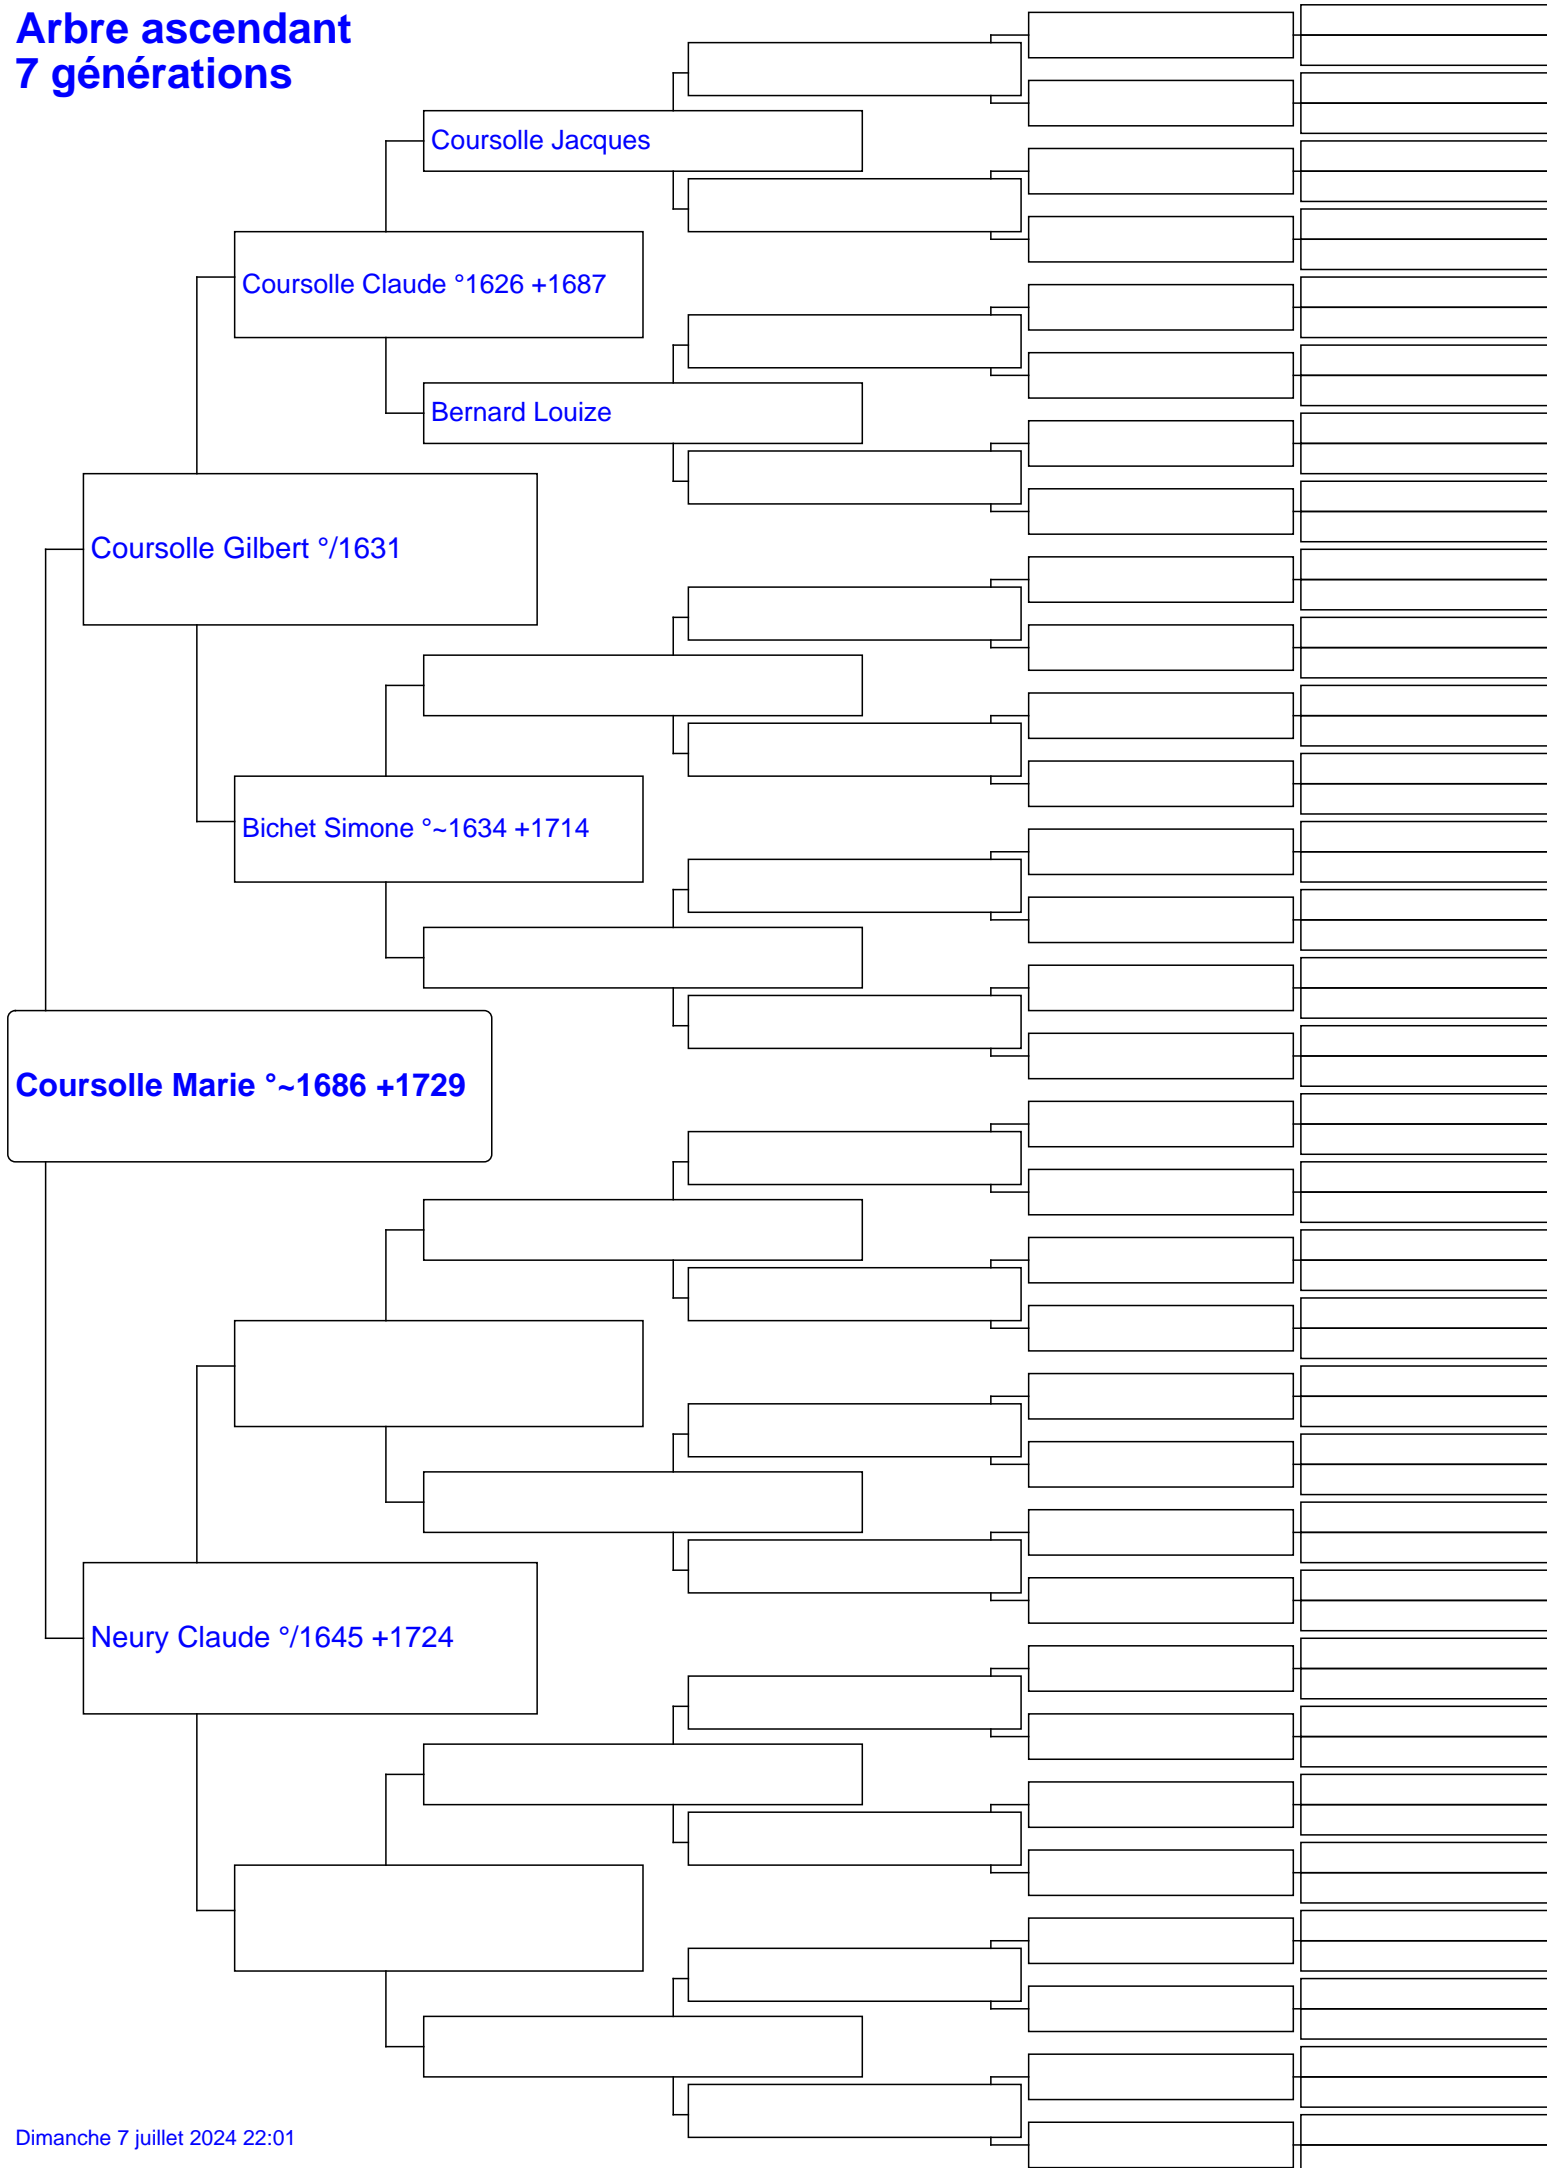 Arbre ascendant
7 générations
Coursolle Jacques
Coursolle Claude °1626 +1687
Bernard Louize
Coursolle Gilbert °/1631
Bichet Simone °~1634 +1714
Coursolle Marie °~1686 +1729
Neury Claude °/1645 +1724
Dimanche 7 juillet 2024 22:01